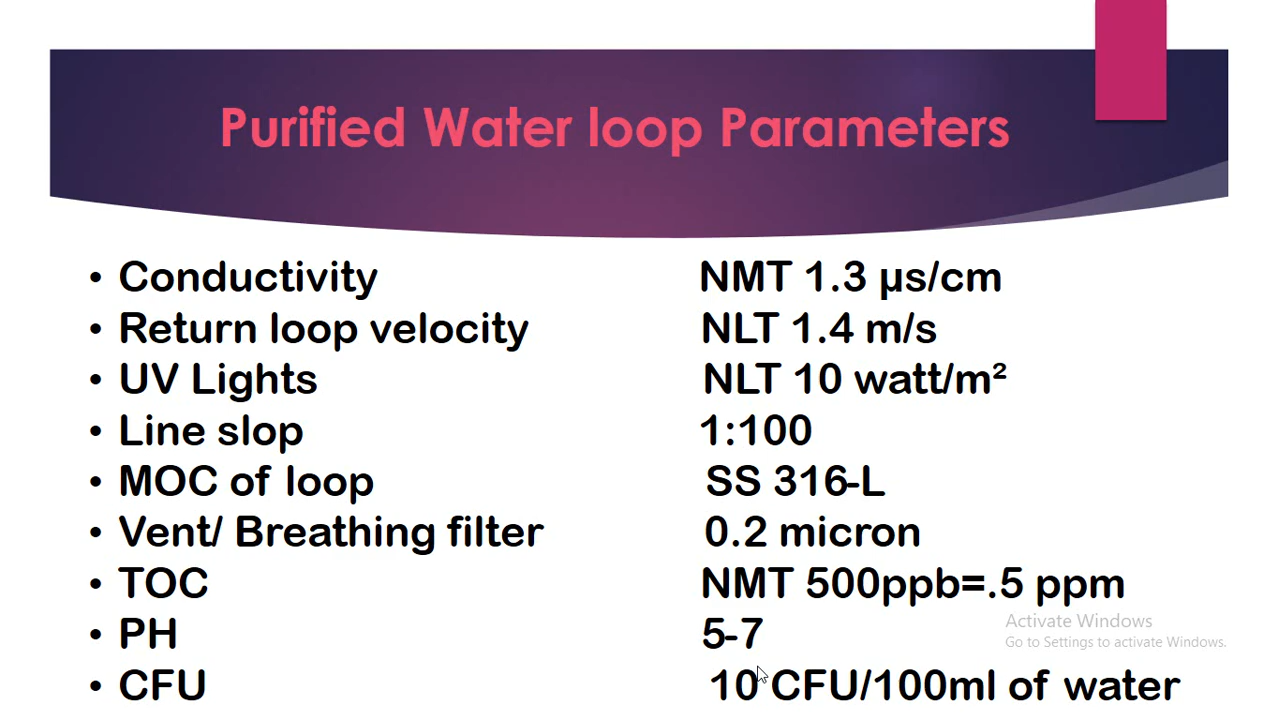 Purified Water loop Parameters
• Conductivity NMT 1.3 µs/cm
• Return loop velocity NLT 1.4 m/s
• UV Lights NLT 10 watt/m²
• Line slop 1:100
• MOC of loop SS 316-L
• Vent/ Breathing filter 0.2 micron
• TOC NMT 500ppb=.5 ppm
• PH 5-7
• CFU 10 CFU/100ml of water
Activate Windows
Go to Settings to activate Windows.